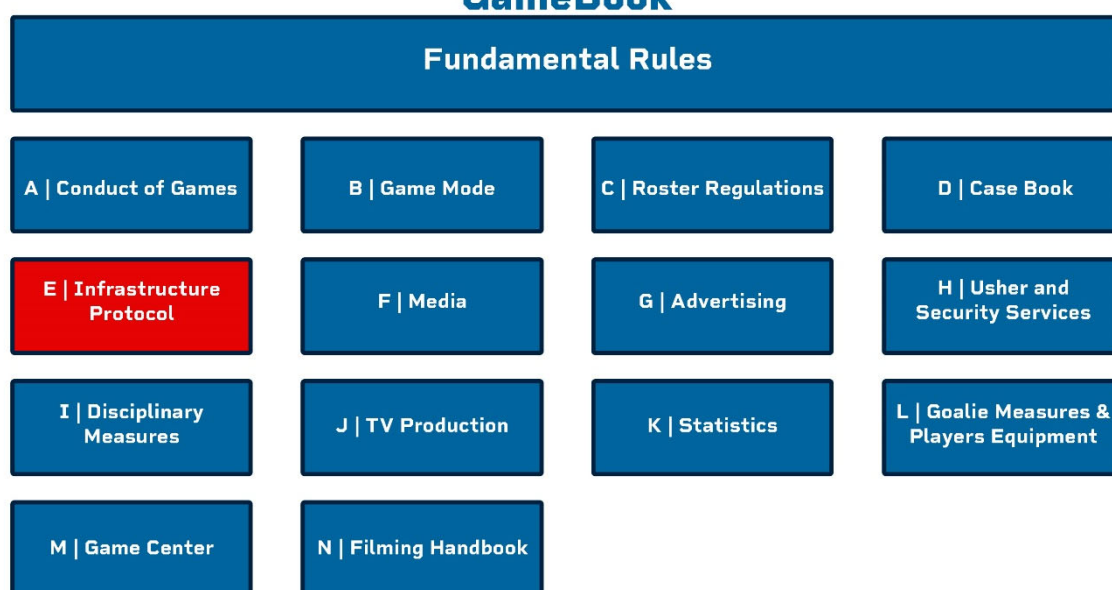 GameBook
Fundamental Rules
A | Conduct of Games
B | Game Mode
C | Roster Regulations
D | Case Book
E | Infrastructure
Protocol
F | Media
G | Advertising
H | Usher and
Security Services
I | Disciplinary
Measures
J | TV Production
K | Statistics
L | Goalie Measures &
Players Equipment
M | Game Center
N | Filming Handbook